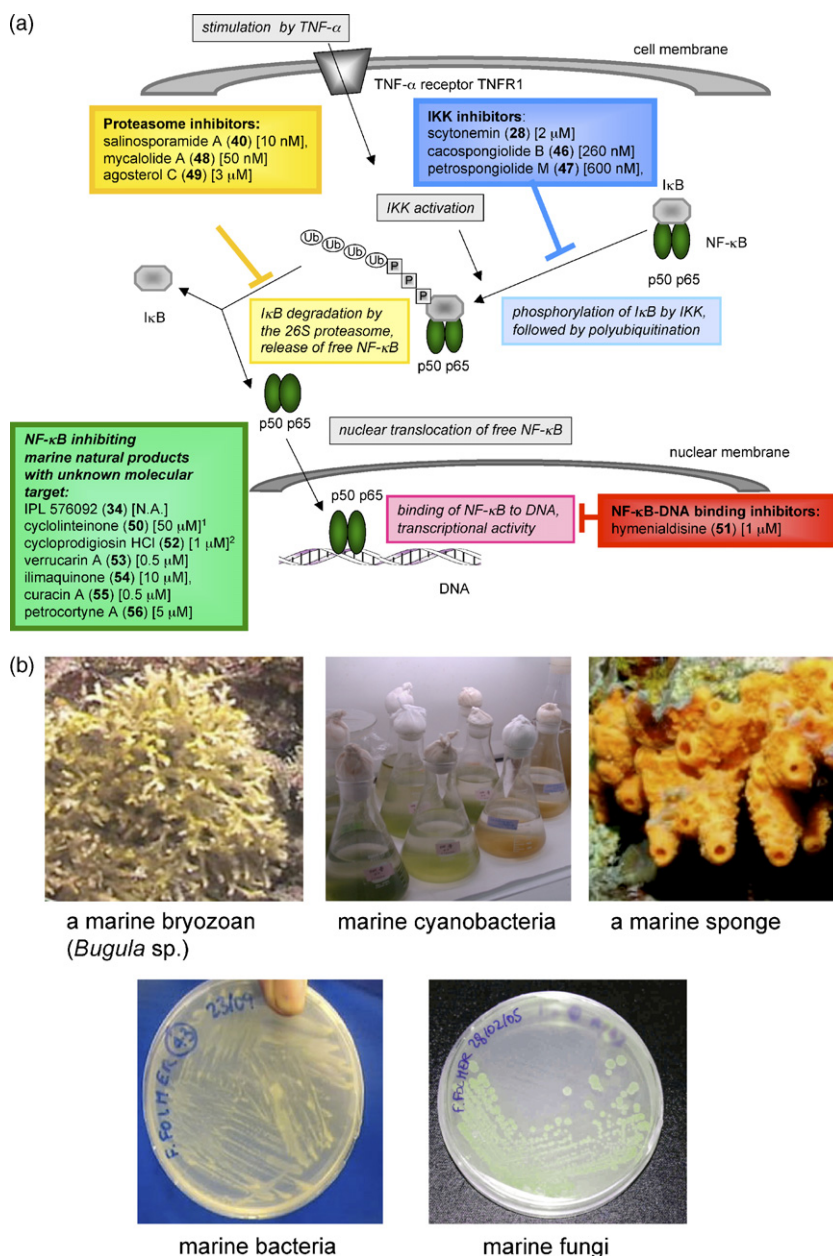 (a)
stimulation by TNF-α
cell membrane
TNF-α receptor TNFR1
Proteasome inhibitors:
salinosporamide A (40) [10 nM],
mycalolide A (48) [50 nM]
agosterol C (49) [3 μM]
IKK inhibitors:
scytonemin (28) [2 μM]
cacospongiolide B (46) [260 nM]
petrospongiolide M (47) [600 nM],
IκB
IKK activation
NF-κB
p50 p65
Ub
Ub
Ub
Ub
P
P
P
IκB
IκB degradation by
the 26S proteasome,
release of free NF-κB
p50 p65
phosphorylation of IκB by IKK,
followed by polyubiquitination
p50 p65
NF-κB inhibiting
marine natural products
with unknown molecular
target:
IPL 576092 (34) [N.A.]
cyclolinteinone (50) [50 μM]¹
cycloprodigiosin HCl (52) [1 μM]²
verrucarin A (53) [0.5 μM]
ilimaquinone (54) [10 μM],
curacin A (55) [0.5 μM]
petrocortyne A (56) [5 μM]
nuclear translocation of free NF-κB
nuclear membrane
p50 p65
binding of NF-κB to DNA,
transcriptional activity
NF-κB-DNA binding inhibitors:
hymenialdisine (51) [1 μM]
DNA
(b)
a marine bryozoan
(Bugula sp.)
marine cyanobacteria
a marine sponge
F. FOLMER 43 23/09
F. FOLMER 28/02/05
marine bacteria
marine fungi